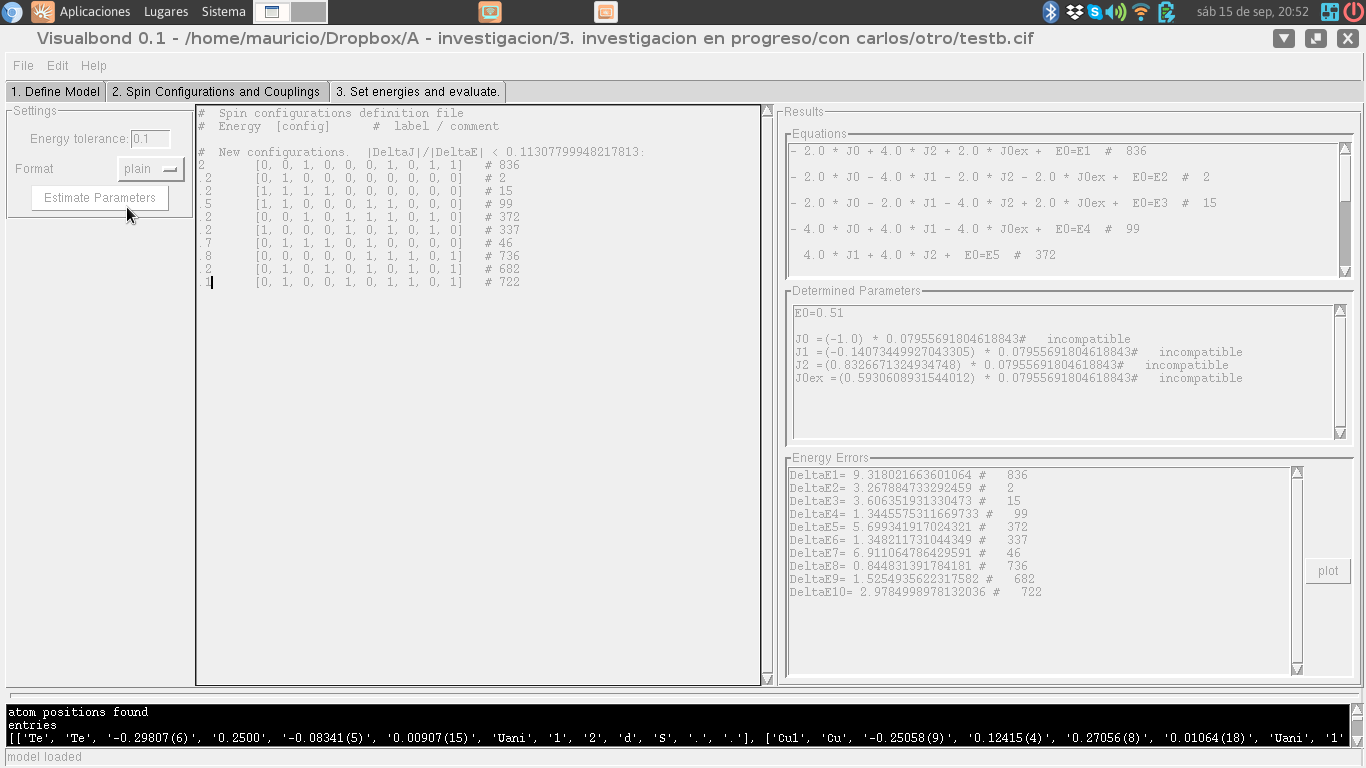 Aplicaciones Lugares Sistema sáb 15 de sep, 20:52
Visualbond 0.1 - /home/mauricio/Dropbox/A - investigacion/3. investigacion en progreso/con carlos/otro/testb.cif
File Edit Help
1. Define Model 2. Spin Configurations and Couplings 3. Set energies and evaluate.
Settings
Energy tolerance: 0.1
Format plain
Estimate Parameters
# Spin configurations definition file
# Energy [config] # label / comment
# New configurations. |DeltaJ|/|DeltaE| < 0.11307799948217813:
2 [0, 0, 1, 0, 0, 0, 1, 0, 1, 1] # 836
.2 [0, 1, 0, 0, 0, 0, 0, 0, 0, 0] # 2
.2 [1, 1, 1, 1, 0, 0, 0, 0, 0, 0] # 15
.5 [1, 1, 0, 0, 0, 1, 1, 0, 0, 0] # 99
.2 [0, 0, 1, 0, 1, 1, 1, 0, 1, 0] # 372
.2 [1, 0, 0, 0, 1, 0, 1, 0, 1, 0] # 337
.7 [0, 1, 1, 1, 0, 1, 0, 0, 0, 0] # 46
.8 [0, 0, 0, 0, 0, 1, 1, 1, 0, 1] # 736
.2 [0, 1, 0, 1, 0, 1, 0, 1, 0, 1] # 682
.1 [0, 1, 0, 0, 1, 0, 1, 1, 0, 1] # 722
Results
Equations
- 2.0 * J0 + 4.0 * J2 + 2.0 * J0ex + E0=E1 # 836
- 2.0 * J0 - 4.0 * J1 - 2.0 * J2 - 2.0 * J0ex + E0=E2 # 2
- 2.0 * J0 - 2.0 * J1 - 4.0 * J2 + 2.0 * J0ex + E0=E3 # 15
- 4.0 * J0 + 4.0 * J1 - 4.0 * J0ex + E0=E4 # 99
4.0 * J1 + 4.0 * J2 + E0=E5 # 372
Determined Parameters
E0=0.51
J0 =(-1.0) * 0.07955691804618843# incompatible
J1 =(-0.14073449927043305) * 0.07955691804618843# incompatible
J2 =(0.8326671324934748) * 0.07955691804618843# incompatible
J0ex =(0.5930608931544012) * 0.07955691804618843# incompatible
Energy Errors
DeltaE1= 9.318021663601064 # 836
DeltaE2= 3.267884733292459 # 2
DeltaE3= 3.606351931330473 # 15
DeltaE4= 1.3445575311669733 # 99
DeltaE5= 5.699341917024321 # 372
DeltaE6= 1.348211731044349 # 337
DeltaE7= 6.911064786429591 # 46
DeltaE8= 0.844831391784181 # 736
DeltaE9= 1.5254935622317582 # 682
DeltaE10= 2.9784998978132036 # 722
plot
atom positions found
entries
[['Te', 'Te', '-0.29807(6)', '0.2500', '-0.08341(5)', '0.00907(15)', 'Uani', '1', '2', 'd', 'S', '.', '.'], ['Cu1', 'Cu', '-0.25058(9)', '0.12415(4)', '0.27056(8)', '0.01064(18)', 'Uani', '1'
model loaded